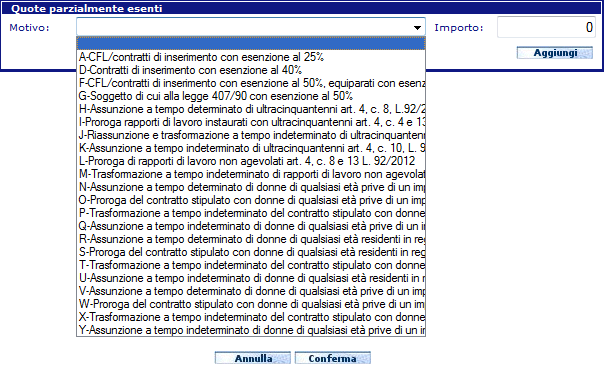 Quote parzialmente esenti
Motivo: Importo: 0
Aggiungi
A-CFL/contratti di inserimento con esenzione al 25%
D-Contratti di inserimento con esenzione al 40%
F-CFL/contratti di inserimento con esenzione al 50%, equiparati con esenz
G-Soggetto di cui alla legge 407/90 con esenzione al 50%
H-Assunzione a tempo determinato di ultracinquantenni art. 4, c. 8, L.92/2
I-Proroga rapporti di lavoro instaurati con ultracinquantenni art. 4, c. 4 e 13
J-Riassunzione e trasformazione a tempo indeterminato di ultracinquanten
K-Assunzione a tempo indeterminato di ultracinquantenni art. 4, c. 10, L. 9
L-Proroga di rapporti di lavoro non agevolati art. 4, c. 8 e 13 L. 92/2012
M-Trasformazione a tempo indeterminato di rapporti di lavoro non agevolat
N-Assunzione a tempo determinato di donne di qualsiasi età prive di un imp
O-Proroga del contratto stipulato con donne di qualsiasi età prive di un imp
P-Trasformazione a tempo indeterminato del contratto stipulato con donne
Q-Assunzione a tempo indeterminato di donne di qualsiasi età prive di un ir
R-Assunzione a tempo determinato di donne di qualsiasi età residenti in reg
S-Proroga del contratto stipulato con donne di qualsiasi età residenti in reg
T-Trasformazione a tempo indeterminato del contratto stipulato con donne
U-Assunzione a tempo indeterminato di donne di qualsiasi età residenti in r
V-Assunzione a tempo determinato di donne di qualsiasi età prive di un imp
W-Proroga del contratto stipulato con donne di qualsiasi età prive di un imp
X-Trasformazione a tempo indeterminato del contratto stipulato con donne
Y-Assunzione a tempo indeterminato di donne di qualsiasi età prive di un ir
Annulla Conferma